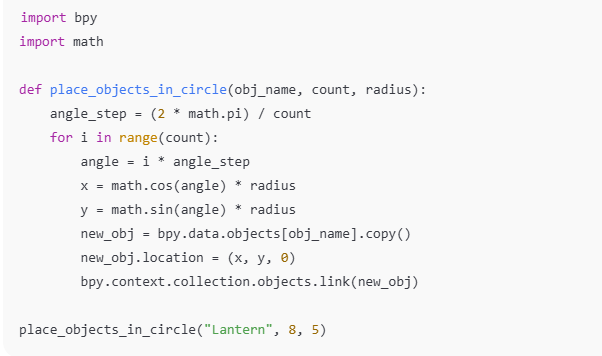 import bpy
import math

def place_objects_in_circle(obj_name, count, radius):
    angle_step = (2 * math.pi) / count
    for i in range(count):
        angle = i * angle_step
        x = math.cos(angle) * radius
        y = math.sin(angle) * radius
        new_obj = bpy.data.objects[obj_name].copy()
        new_obj.location = (x, y, 0)
        bpy.context.collection.objects.link(new_obj)

place_objects_in_circle("Lantern", 8, 5)